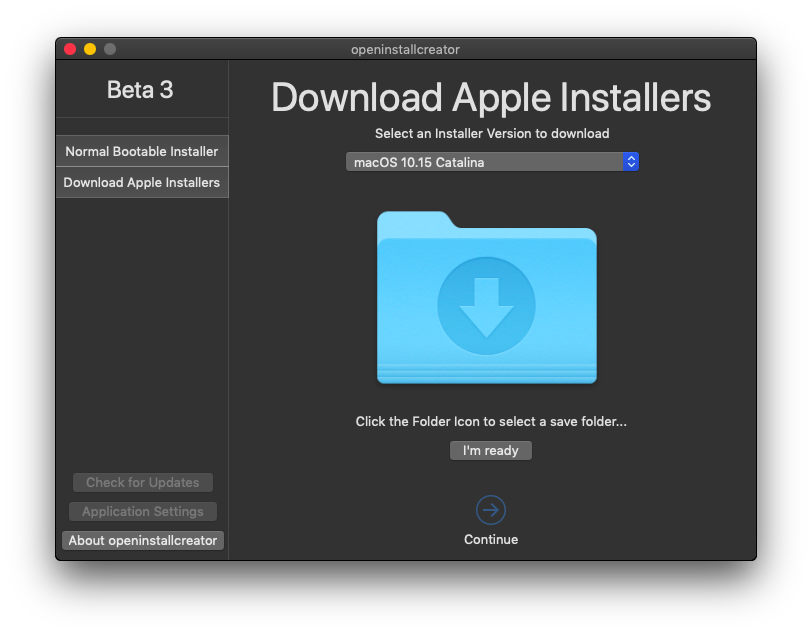 openinstallcreator
Beta 3
Normal Bootable Installer
Download Apple Installers
Check for Updates
Application Settings
About openinstallcreator
Download Apple Installers
Select an Installer Version to download
macOS 10.15 Catalina
Click the Folder Icon to select a save folder...
I'm ready
Continue